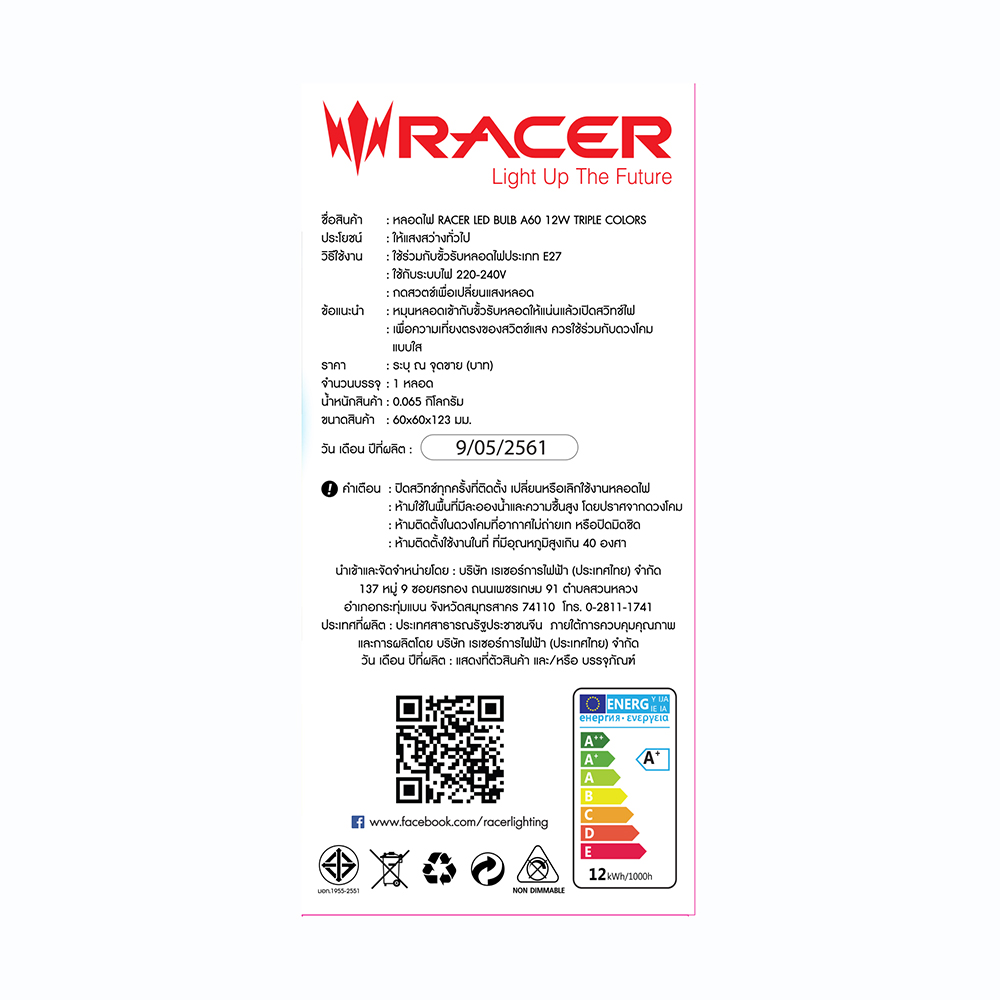 RACER
Light Up The Future
ชื่อสินค้า : หลอดไฟ RACER LED BULB A60 12W TRIPLE COLORS
ประโยชน์ : ให้แสงสว่างทั่วไป
วิธีใช้งาน : ใช้ร่วมกับขั้วรับหลอดไฟประเภท E27
: ใช้กับระบบไฟ 220-240V
: กดสวตช์เพื่อเปลี่ยนแสงหลอด
ข้อแนะนำ : หมุนหลอดเข้ากับขั้วรับหลอดให้แน่นแล้วเปิดสวิทช์ไฟ
: เพื่อความเที่ยงตรงของสวิตช์แสง ควรใช้ร่วมกับดวงโคม
แบบใส
ราคา : ระบุ ณ จุดขาย (บาท)
จำนวนบรรจุ : 1 หลอด
น้ำหนักสินค้า : 0.065 กิโลกรัม
ขนาดสินค้า : 60x60x123 มม.
วัน เดือน ปีที่ผลิต : 9/05/2561
! คำเตือน : ปิดสวิทช์ทุกครั้งที่ติดตั้ง เปลี่ยนหรือเลิกใช้งานหลอดไฟ
: ห้ามใช้ในพื้นที่มีละอองน้ำและความชื้นสูง โดยปราศจากดวงโคม
: ห้ามติดตั้งในดวงโคมที่อากาศไม่ถ่ายเท หรือปิดมิดชิด
: ห้ามติดตั้งใช้งานในที่ ที่มีอุณหภูมิสูงเกิน 40 องศา
นำเข้าและจัดจำหน่ายโดย : บริษัท เรเซอร์การไฟฟ้า (ประเทศไทย) จำกัด
137 หมู่ 9 ซอยศรทอง ถนนเพชรเกษม 91 ตำบลสวนหลวง
อำเภอกระทุ่มแบน จังหวัดสมุทรสาคร 74110 โทร. 0-2811-1741
ประเทศที่ผลิต : ประเทศสาธารณรัฐประชาชนจีน ภายใต้การควบคุมคุณภาพ
และการผลิตโดย บริษัท เรเซอร์การไฟฟ้า (ประเทศไทย) จำกัด
วัน เดือน ปีที่ผลิต : แสดงที่ตัวสินค้า และ/หรือ บรรจุภัณฑ์
ENERG Y IJA
IE IA
енергия · ενεργεια
A++
A+
A+
A
B
C
D
E
12 kWh/1000h
www.facebook.com/racerlighting
มอก.1955-2551
NON DIMMABLE